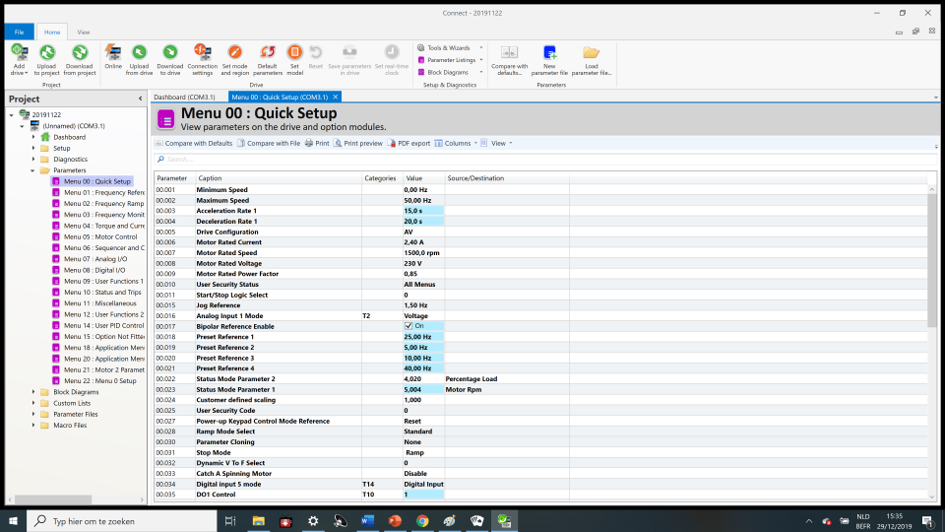 Connect - 20191122
File Home View
Add drive Upload to project Download from project Online Upload from drive Download to drive Connection settings Set mode and region Default parameters Set model Reset Save parameters in drive Set real-time clock Tools & Wizards Parameter Listings Block Diagrams Compare with defaults... New parameter file Load parameter file...
Project Drive Setup & Diagnostics Parameters
Project
20191122
(Unnamed) (COM3.1)
Dashboard
Setup
Diagnostics
Parameters
Menu 00 : Quick Setup
Menu 01 : Frequency Refere
Menu 02 : Frequency Ramp
Menu 03 : Frequency Monit
Menu 04 : Torque and Curre
Menu 05 : Motor Control
Menu 06 : Sequencer and C
Menu 07 : Analog I/O
Menu 08 : Digital I/O
Menu 09 : User Functions 1
Menu 10 : Status and Trips
Menu 11 : Miscellaneous
Menu 12 : User Functions 2
Menu 14 : User PID Control
Menu 15 : Option Not Fitte
Menu 18 : Application Menu
Menu 20 : Application Menu
Menu 21 : Motor 2 Paramet
Menu 22 : Menu 0 Setup
Block Diagrams
Custom Lists
Parameter Files
Macro Files
Dashboard (COM3.1) Menu 00 : Quick Setup (COM3.1)
Menu 00 : Quick Setup
View parameters on the drive and option modules.
Compare with Defaults Compare with File Print Print preview PDF export Columns View
Search...
Parameter Caption Categories Value Source/Destination
00.001 Minimum Speed 0,00 Hz
00.002 Maximum Speed 50,00 Hz
00.003 Acceleration Rate 1 15,0 s
00.004 Deceleration Rate 1 20,0 s
00.005 Drive Configuration AV
00.006 Motor Rated Current 2,40 A
00.007 Motor Rated Speed 1500,0 rpm
00.008 Motor Rated Voltage 230 V
00.009 Motor Rated Power Factor 0,85
00.010 User Security Status All Menus
00.011 Start/Stop Logic Select 0
00.015 Jog Reference 1,50 Hz
00.016 Analog Input 1 Mode T2 Voltage
00.017 Bipolar Reference Enable On
00.018 Preset Reference 1 25,00 Hz
00.019 Preset Reference 2 5,00 Hz
00.020 Preset Reference 3 10,00 Hz
00.021 Preset Reference 4 40,00 Hz
00.022 Status Mode Parameter 2 4,020 Percentage Load
00.023 Status Mode Parameter 1 5,004 Motor Rpm
00.024 Customer defined scaling 1,000
00.025 User Security Code 0
00.027 Power-up Keypad Control Mode Reference Reset
00.028 Ramp Mode Select Standard
00.030 Parameter Cloning None
00.031 Stop Mode Ramp
00.032 Dynamic V To F Select 0
00.033 Catch A Spinning Motor Disable
00.034 Digital input 5 mode T14 Digital Input
00.035 DO1 Control T10 1
Typ hier om te zoeken
NLD 15:35
BEFR 29/12/2019